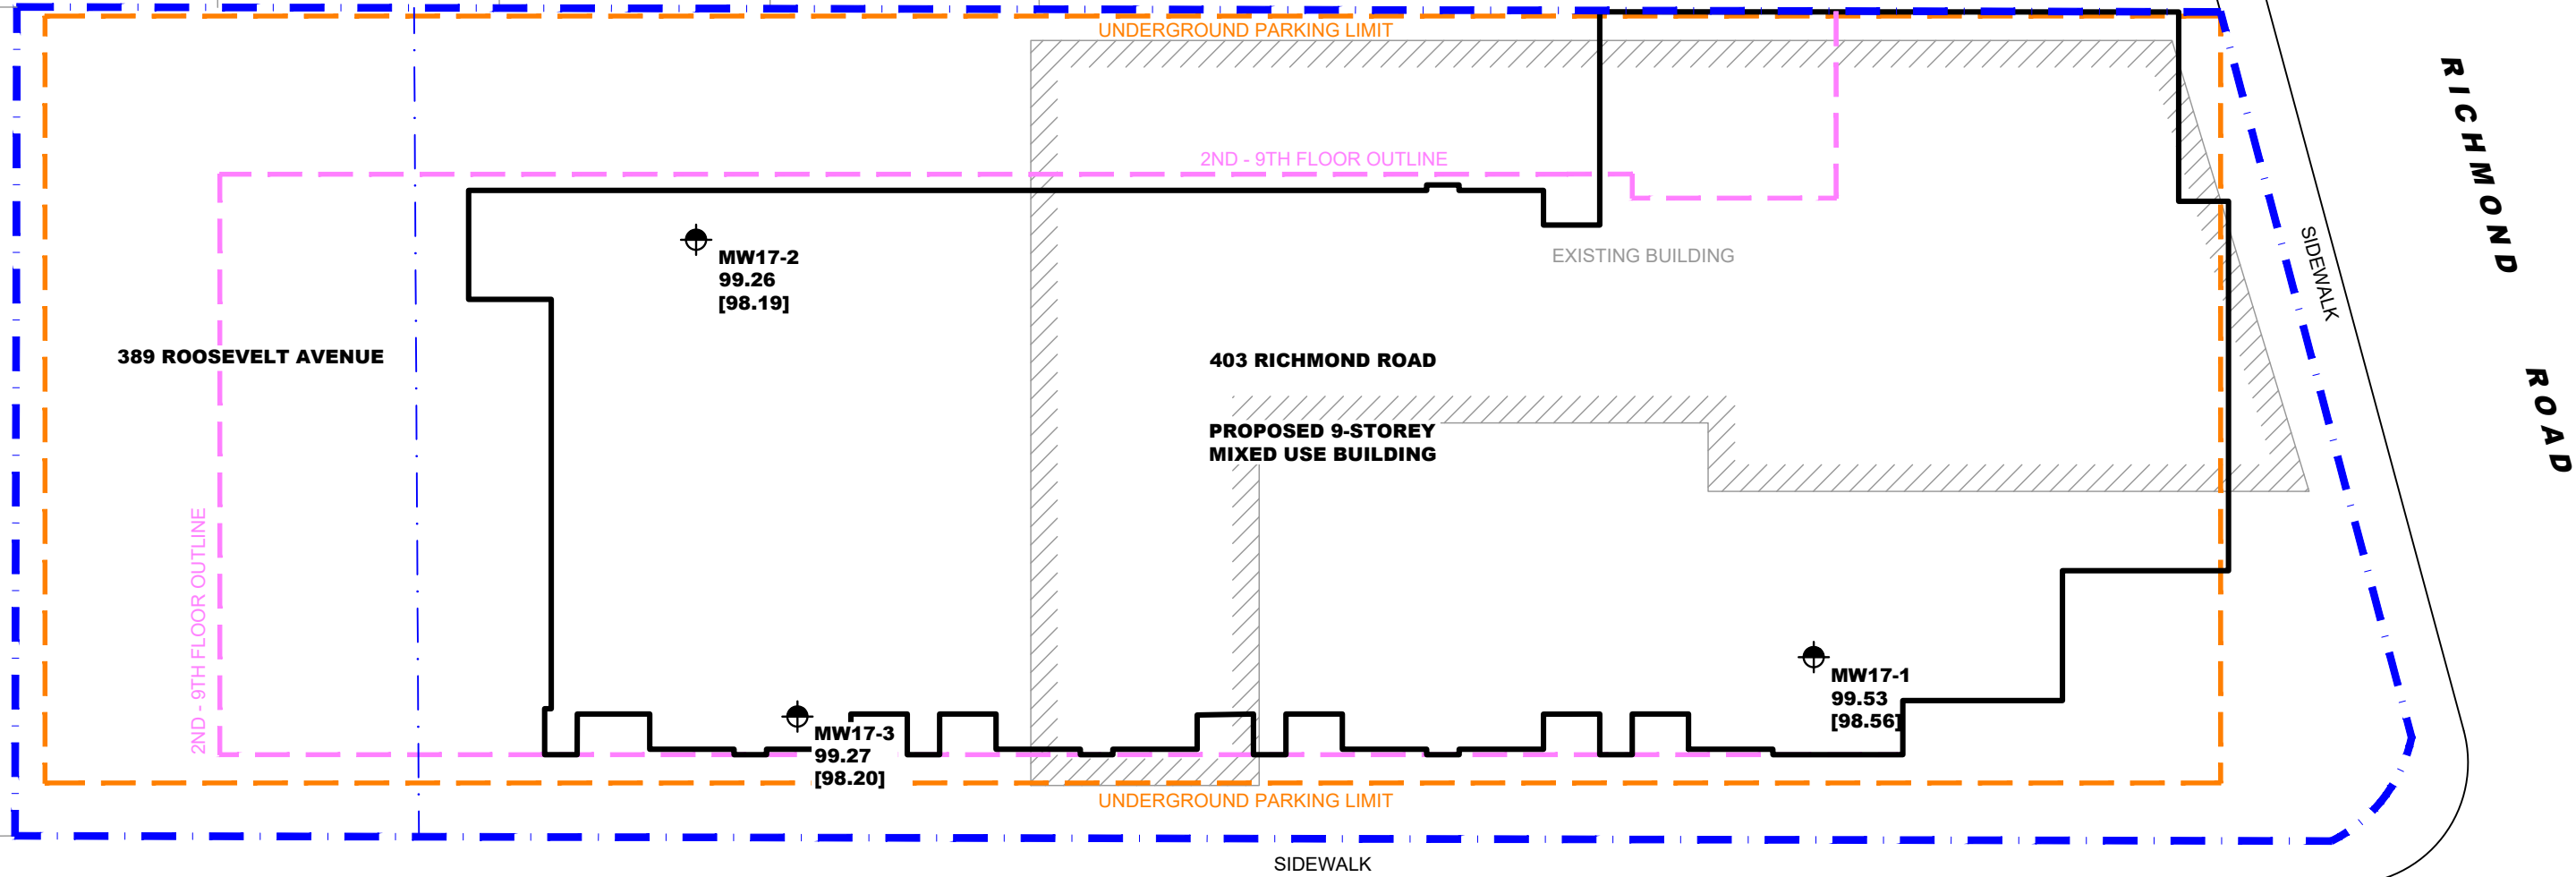 UNDERGROUND PARKING LIMIT
RICHMOND ROAD
2ND - 9TH FLOOR OUTLINE
SIDEWALK
EXISTING BUILDING
MW17-2
99.26
[98.19]
389 ROOSEVELT AVENUE
403 RICHMOND ROAD
PROPOSED 9-STOREY
MIXED USE BUILDING
2ND - 9TH FLOOR OUTLINE
MW17-1
99.53
[98.56]
MW17-3
99.27
[98.20]
UNDERGROUND PARKING LIMIT
SIDEWALK